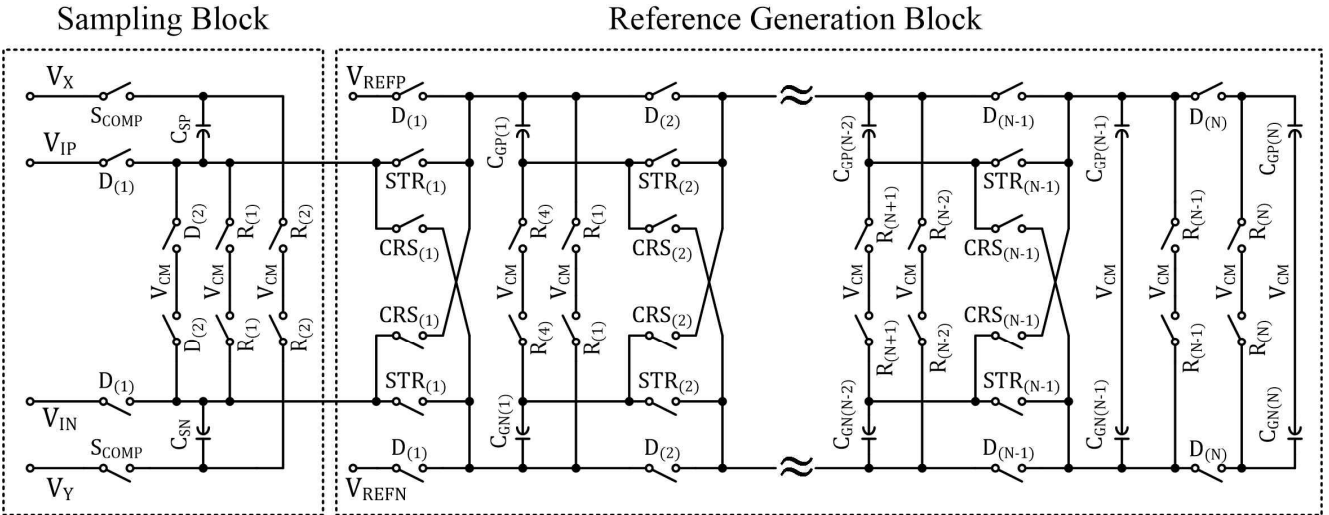 Sampling Block
Reference Generation Block
V_X
S_COMP
C_SP
V_IP
D_(1)
D_(2)
R_(1)
R_(2)
V_CM
V_CM
V_CM
D_(2)
R_(1)
R_(2)
D_(1)
V_IN
C_SN
S_COMP
V_Y
V_REFP
D_(1)
C_GP(1)
D_(2)
STR_(1)
STR_(2)
CRS_(1)
R_(4)
R_(1)
CRS_(2)
V_CM
V_CM
CRS_(1)
R_(4)
R_(1)
CRS_(2)
STR_(1)
STR_(2)
C_GN(1)
D_(1)
D_(2)
V_REFN
C_GP(N-2)
D_(N-1)
C_GP(N-1)
D_(N)
C_GP(N)
STR_(N-1)
R_(N+1)
R_(N-2)
CRS_(N-1)
R_(N-1)
R_(N)
V_CM
V_CM
V_CM
V_CM
V_CM
V_CM
R_(N+1)
R_(N-2)
CRS_(N-1)
R_(N-1)
R_(N)
STR_(N-1)
C_GN(N-2)
D_(N-1)
C_GN(N-1)
D_(N)
C_GN(N)